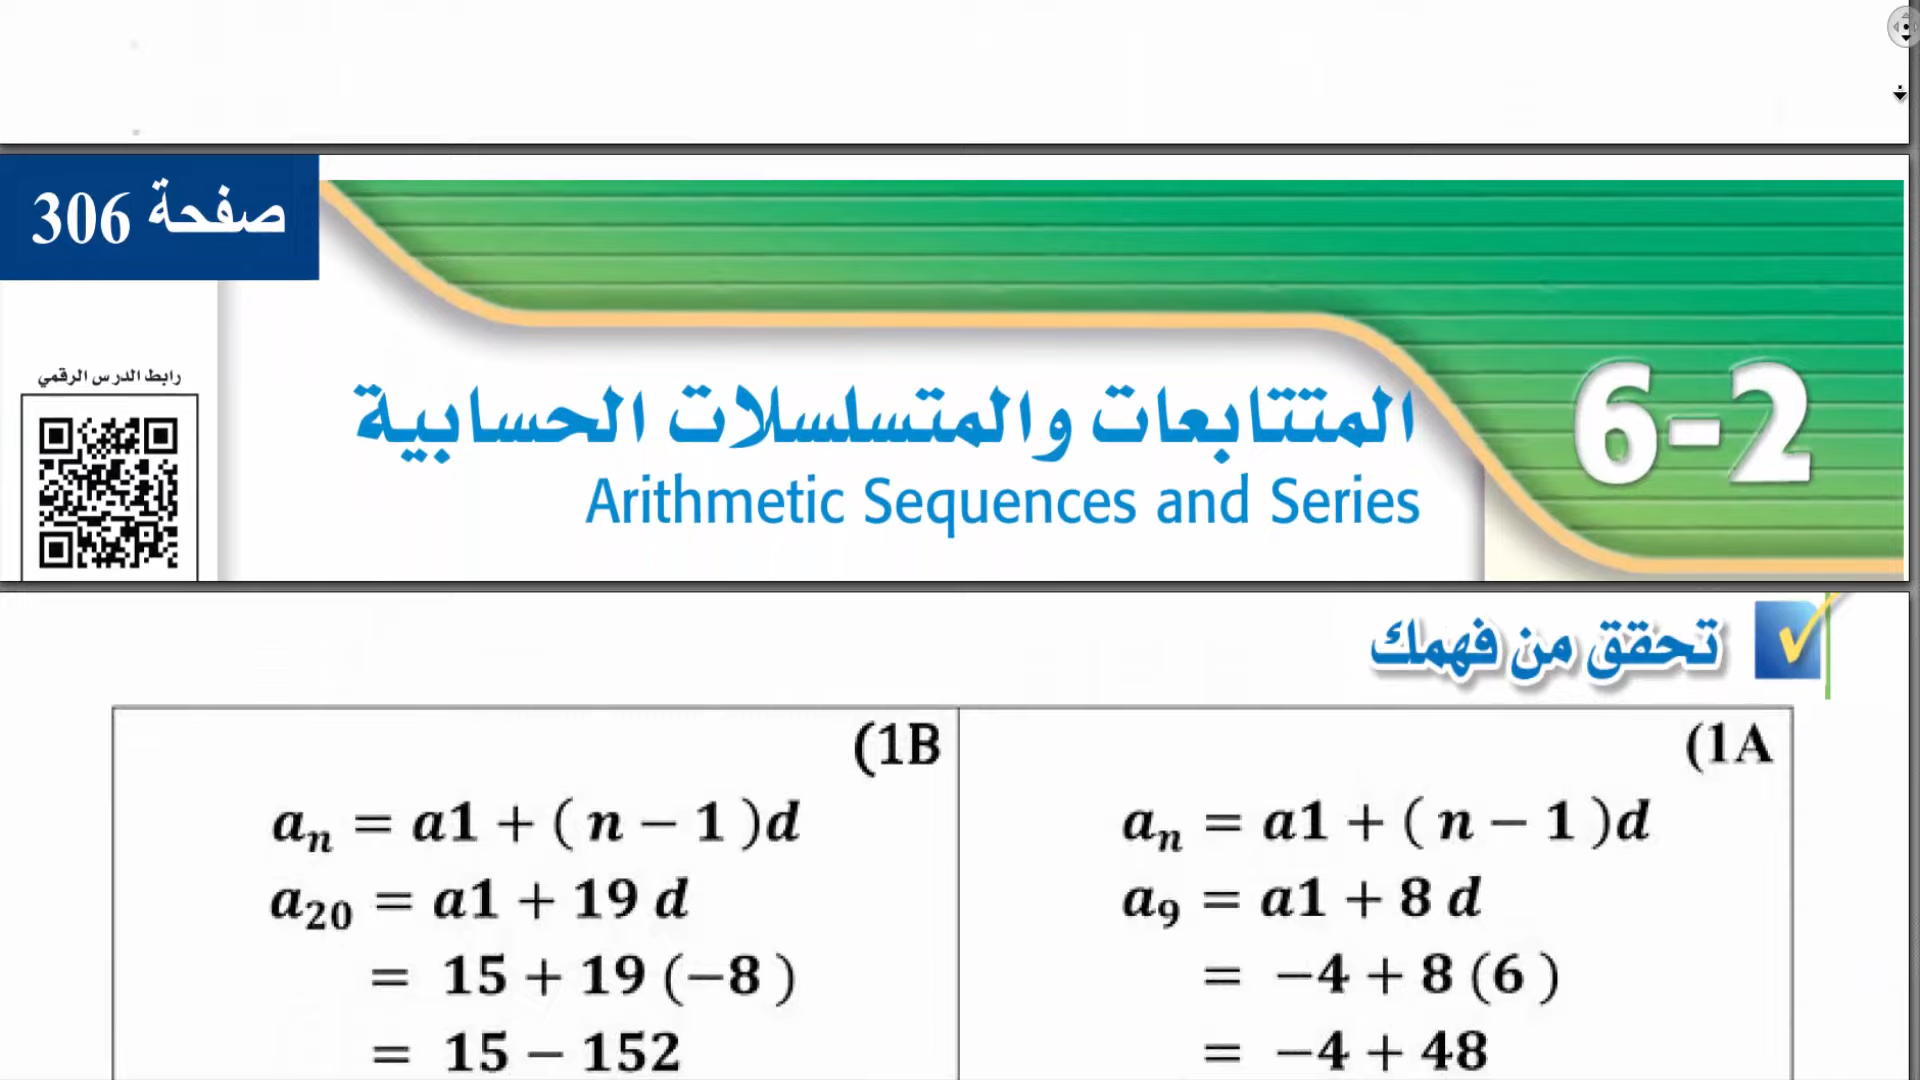 صفحة 306
رابط الدرس الرقمي
6-2
المتتابعات والمتسلسلات الحسابية
Arithmetic Sequences and Series
تحقق من فهمك
(1A
aₙ = a1 + ( n − 1 )d
a₉ = a1 + 8 d
= −4 + 8 (6 )
= −4 + 48
(1B
aₙ = a1 + ( n − 1 )d
a₂₀ = a1 + 19 d
= 15 + 19 (−8 )
= 15 − 152